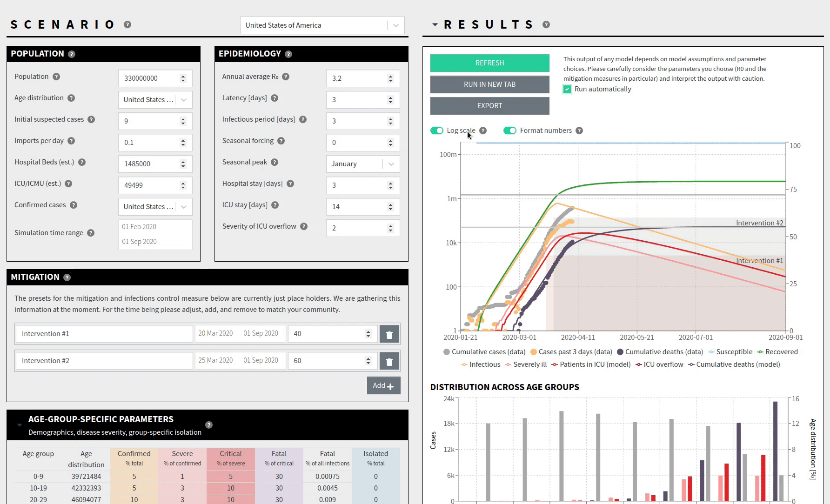 SCENARIO ?
United States of America
POPULATION ?
Population ?
330000000
Age distribution ?
United States ...
Initial suspected cases ?
9
Imports per day ?
0.1
Hospital Beds (est.) ?
1485000
ICU/ICMU (est.) ?
49499
Confirmed cases ?
United States ...
Simulation time range ?
01 Feb 2020
01 Sep 2020
EPIDEMIOLOGY ?
Annual average R₀ ?
3.2
Latency [days] ?
3
Infectious period [days] ?
3
Seasonal forcing ?
0
Seasonal peak ?
January
Hospital stay [days] ?
3
ICU stay [days] ?
14
Severity of ICU overflow ?
2
MITIGATION ?
The presets for the mitigation and infections control measure below are currently just place holders. We are gathering this
information at the moment. For the time being please adjust, add, and remove to match your community.
Intervention #1 20 Mar 2020 01 Sep 2020 40
Intervention #2 25 Mar 2020 01 Sep 2020 60
Add +
AGE-GROUP-SPECIFIC PARAMETERS ?
Demographics, disease severity, group-specific isolation
Age group Age distribution Confirmed % total Severe % of confirmed Critical % of severe Fatal % of critical Fatal % of all infections Isolated % total
0-9 39721484 5 1 5 30 0.00075 0
10-19 42332393 5 3 10 30 0.0045 0
20-29 46094077 10 3 10 30 0.009 0
RESULTS ?
REFRESH
RUN IN NEW TAB
EXPORT
This output of any model depends on model assumptions and parameter
choices. Please carefully consider the parameters you choose (R0 and the
mitigation measures in particular) and interpret the output with caution.
Run automatically
Log scale ? Format numbers ?
100m
1m
10k
100
1
100
75
50
25
0
Intervention #2
Intervention #1
2020-01-21 2020-03-01 2020-04-11 2020-05-21 2020-07-01 2020-09-01
Cumulative cases (data) Cases past 3 days (data) Cumulative deaths (data) Susceptible Recovered
Infectious Severely ill Patients in ICU (model) ICU overflow Cumulative deaths (model)
DISTRIBUTION ACROSS AGE GROUPS
24k
18k
12k
6k
0
Cases
16
12
8
4
0
Age distribution [%]